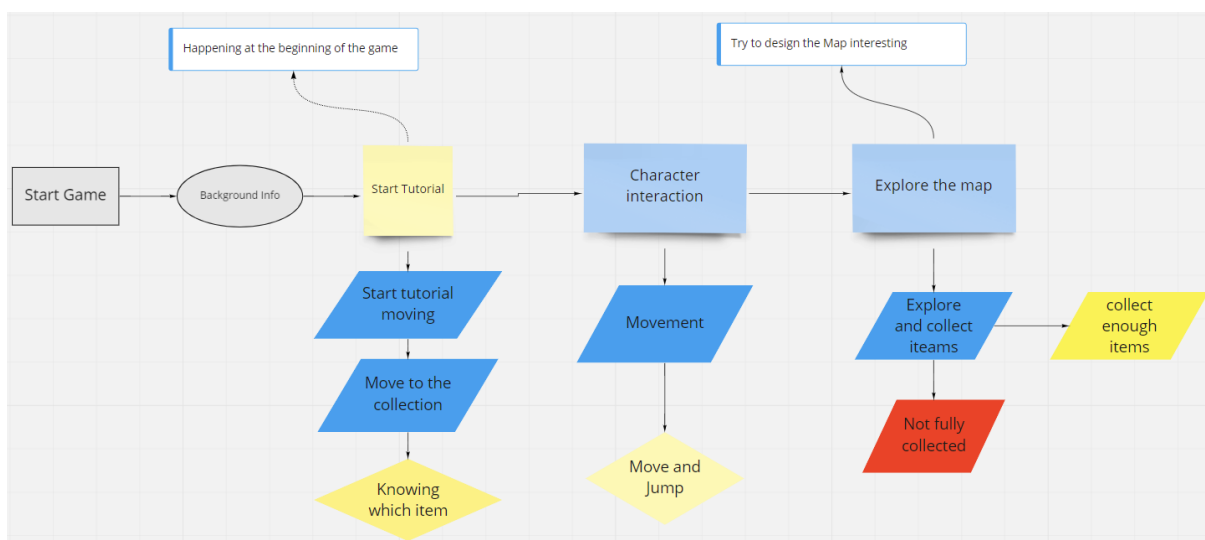 Happening at the beginning of the game
Try to design the Map interesting
Start Game
Background Info
Start Tutorial
Character
interaction
Explore the map
Start tutorial
moving
Movement
Explore
and collect
iteams
collect
enough
items
Move to the
collection
Not fully
collected
Knowing
which item
Move and
Jump